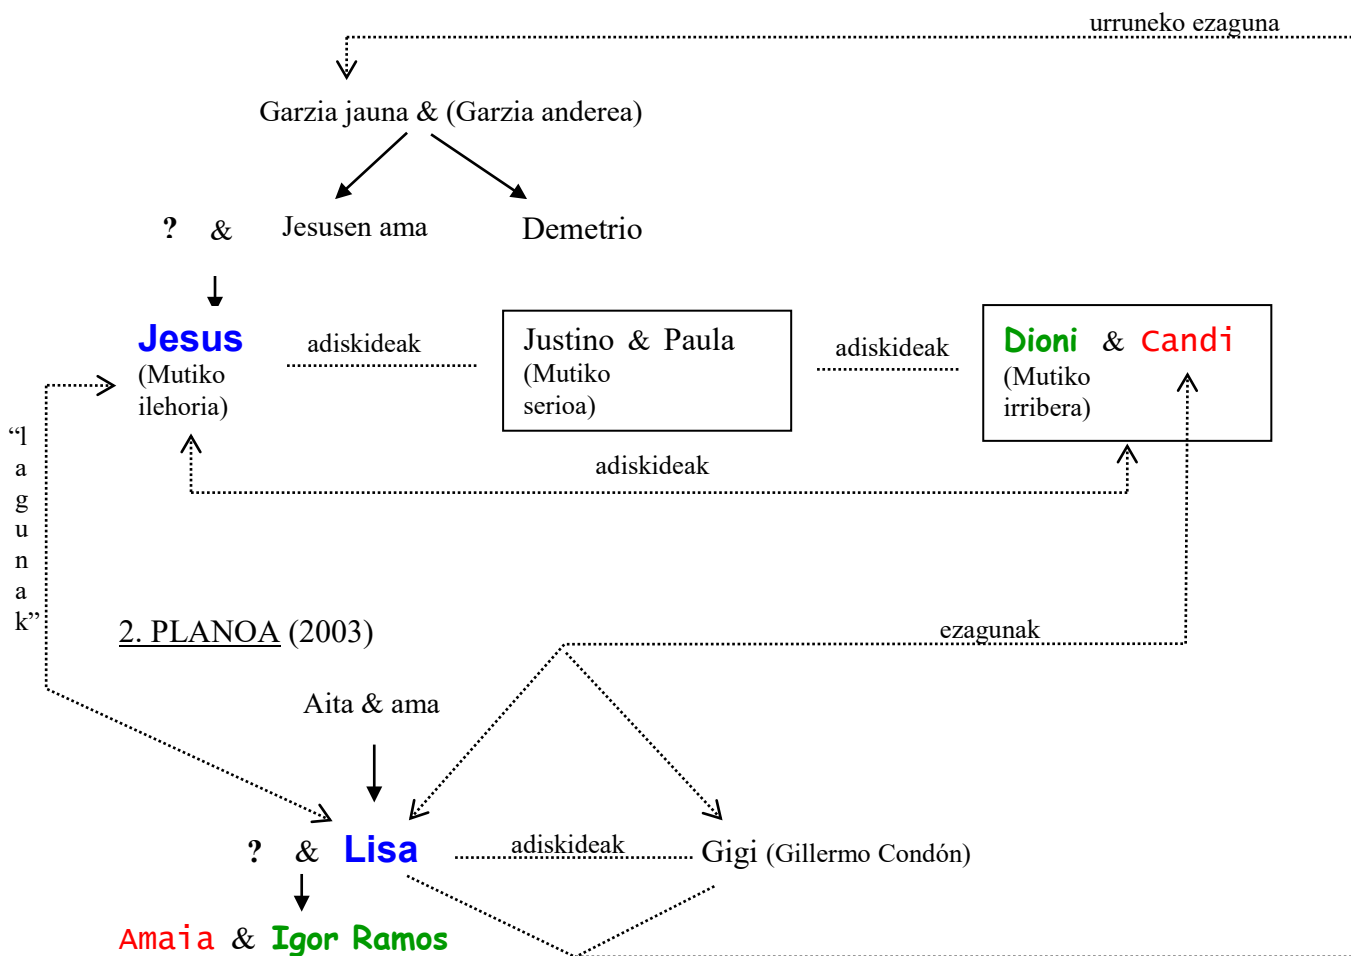 urruneko ezaguna
Garzia jauna & (Garzia anderea)
? & Jesusen ama Demetrio
Jesus adiskideak Justino & Paula adiskideak Dioni & Candi
(Mutiko (Mutiko (Mutiko
ilehoria) serioa) irribera)
“l
a
g
u
n
a
k”
adiskideak
2. PLANOA (2003)
ezagunak
Aita & ama
? & Lisa adiskideak Gigi (Gillermo Condón)
Amaia & Igor Ramos